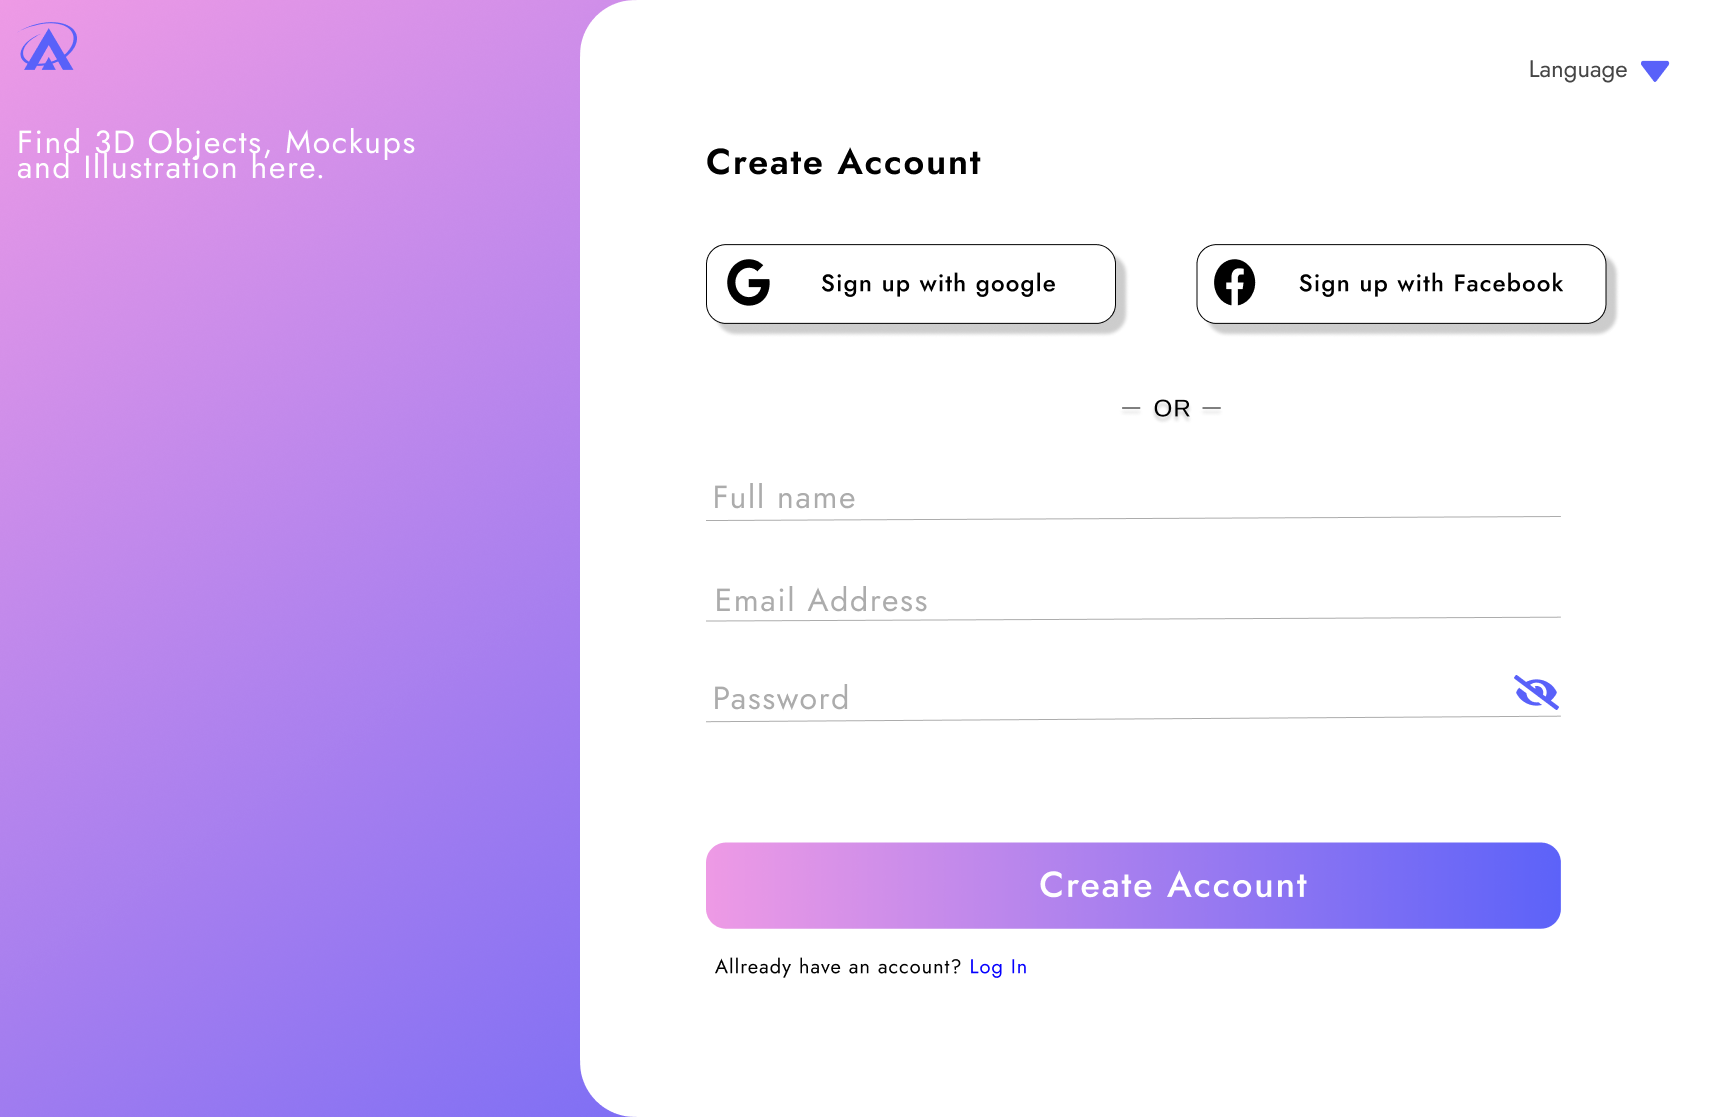 Find 3D Objects, Mockups
and Illustration here.
Language
Create Account
Sign up with google
Sign up with Facebook
— OR —
Full name
Email Address
Password
Create Account
Allready have an account? Log In